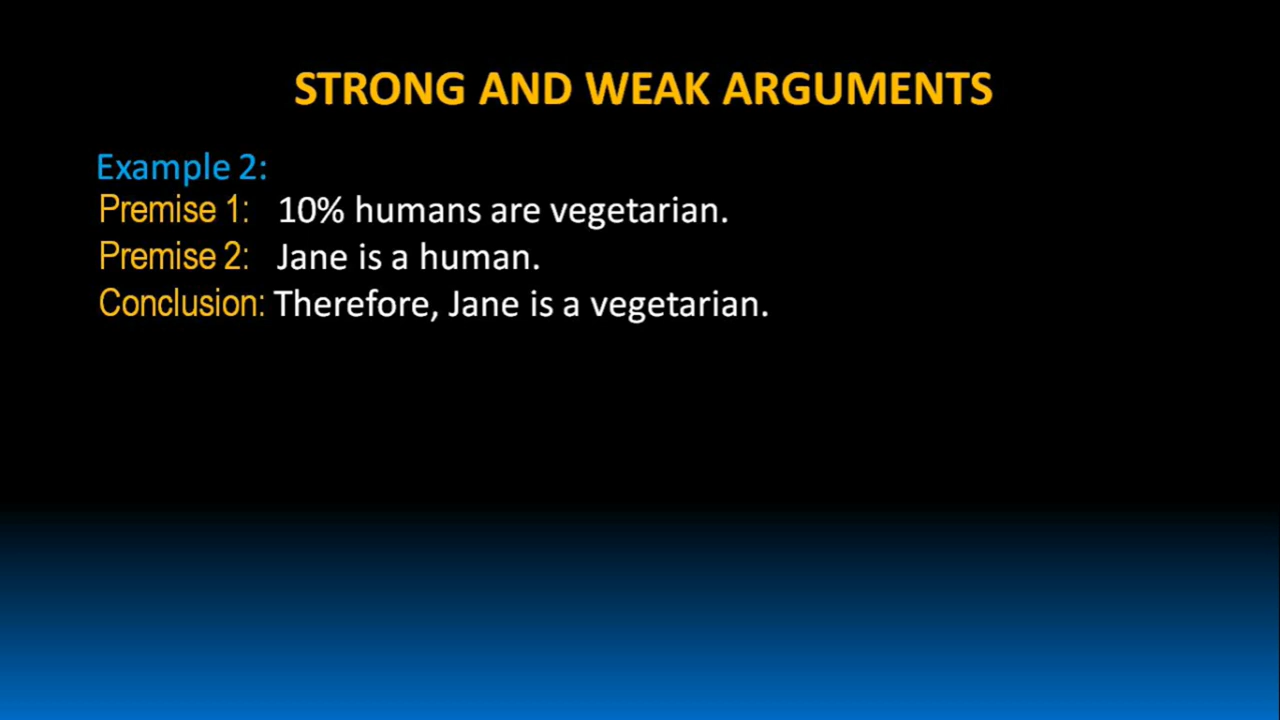 STRONG AND WEAK ARGUMENTS
Example 2:
Premise 1: 10% humans are vegetarian.
Premise 2: Jane is a human.
Conclusion: Therefore, Jane is a vegetarian.